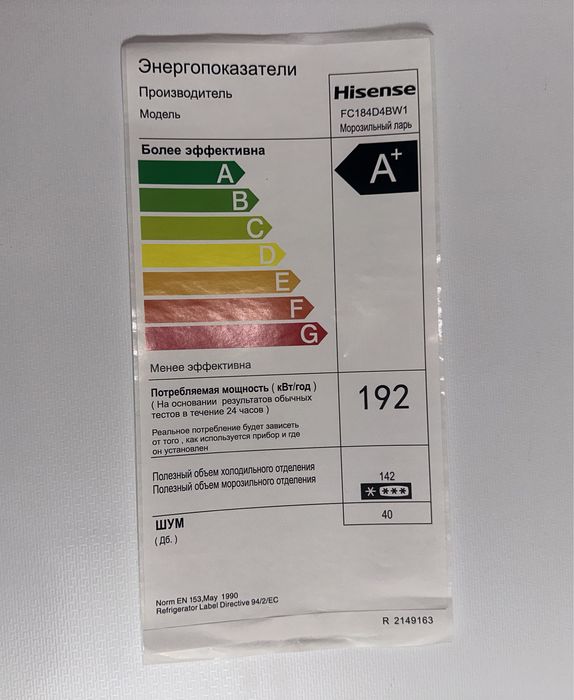 Энергопоказатели
Производитель
Hisense
Модель
FC184D4BW1
Морозильный ларь
Более эффективна
A
A+
B
C
D
E
F
G
Менее эффективна
Потребляемая мощность ( кВт/год )
192
( На основании результатов обычных
тестов в течение 24 часов )
Реальное потребление будет зависеть
от того , как используется прибор и где
он установлен
Полезный объем холодильного отделения
142
Полезный объем морозильного отделения
* ***
ШУМ
40
( Дб. )
Norm EN 153,May 1990
Refrigerator Label Directive 94/2/EC
R 2149163